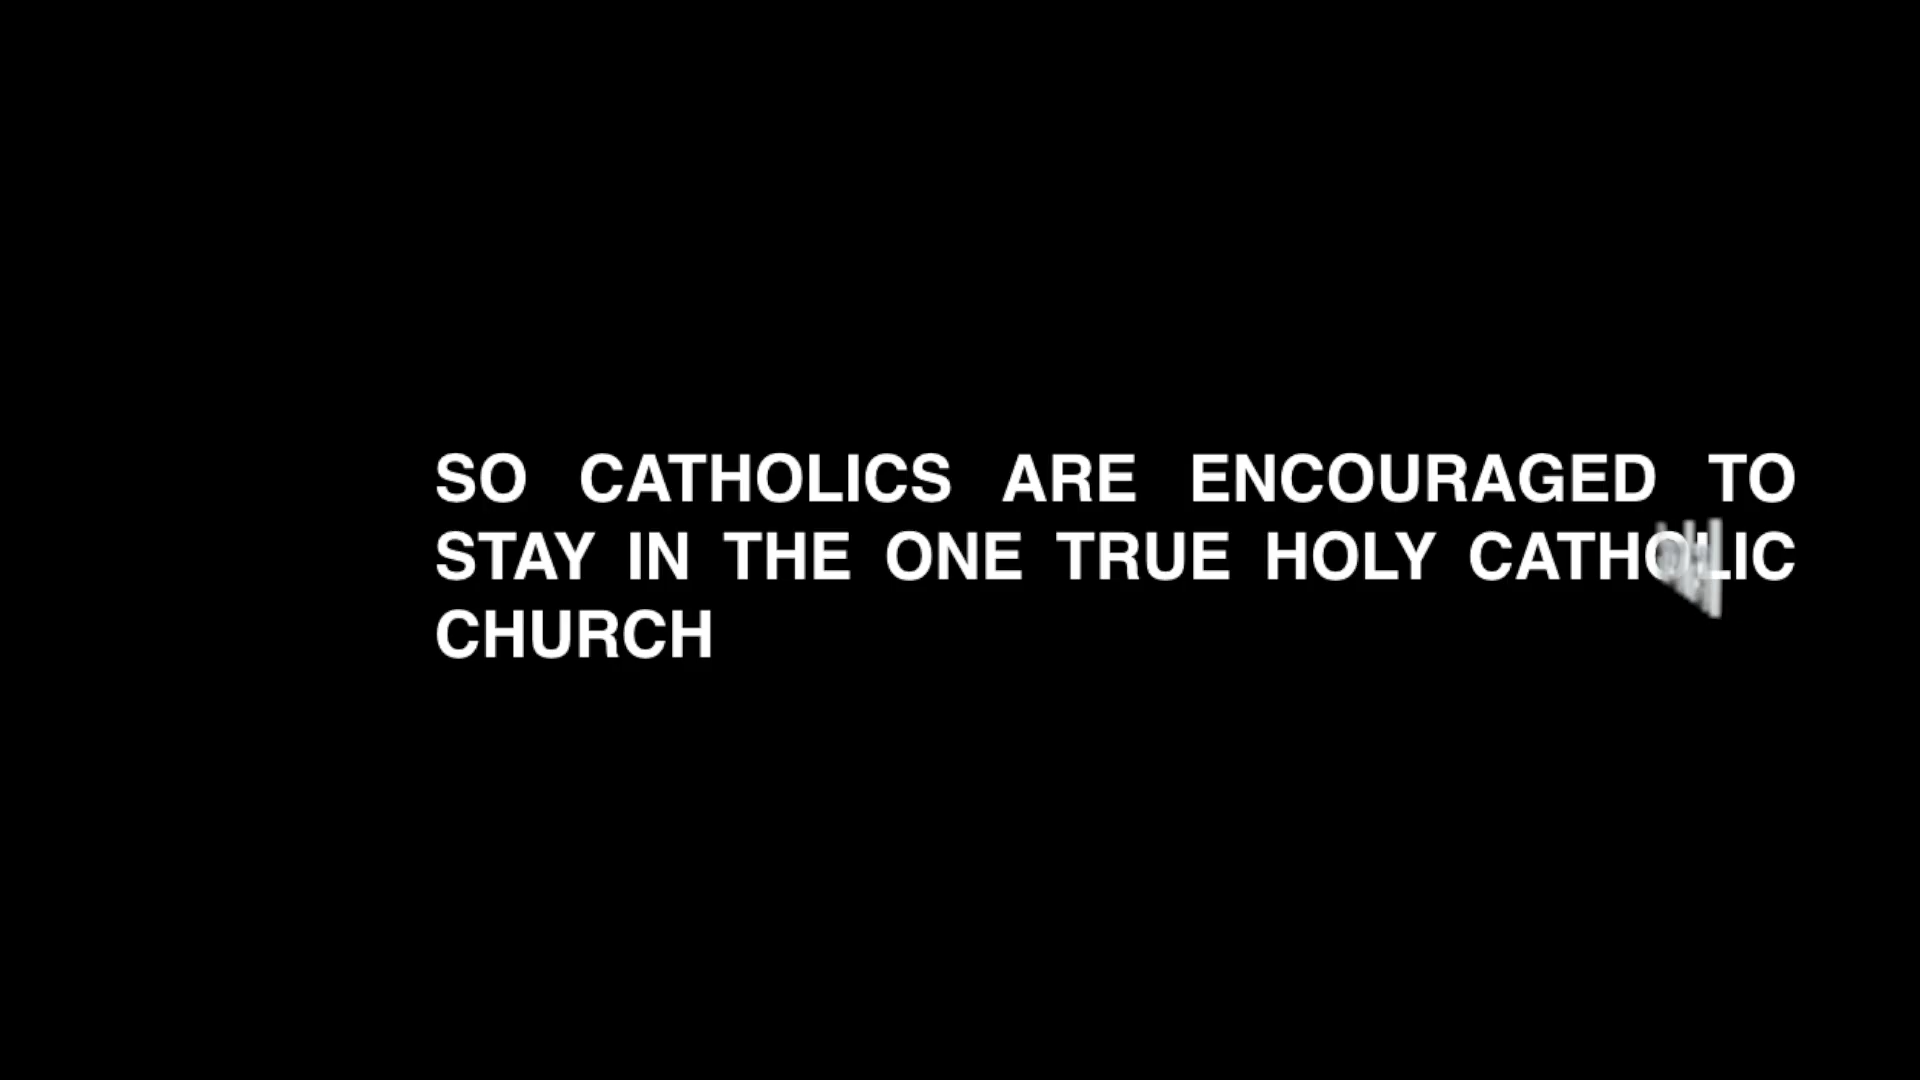 SO CATHOLICS ARE ENCOURAGED TO
STAY IN THE ONE TRUE HOLY CATHOLIC
CHURCH